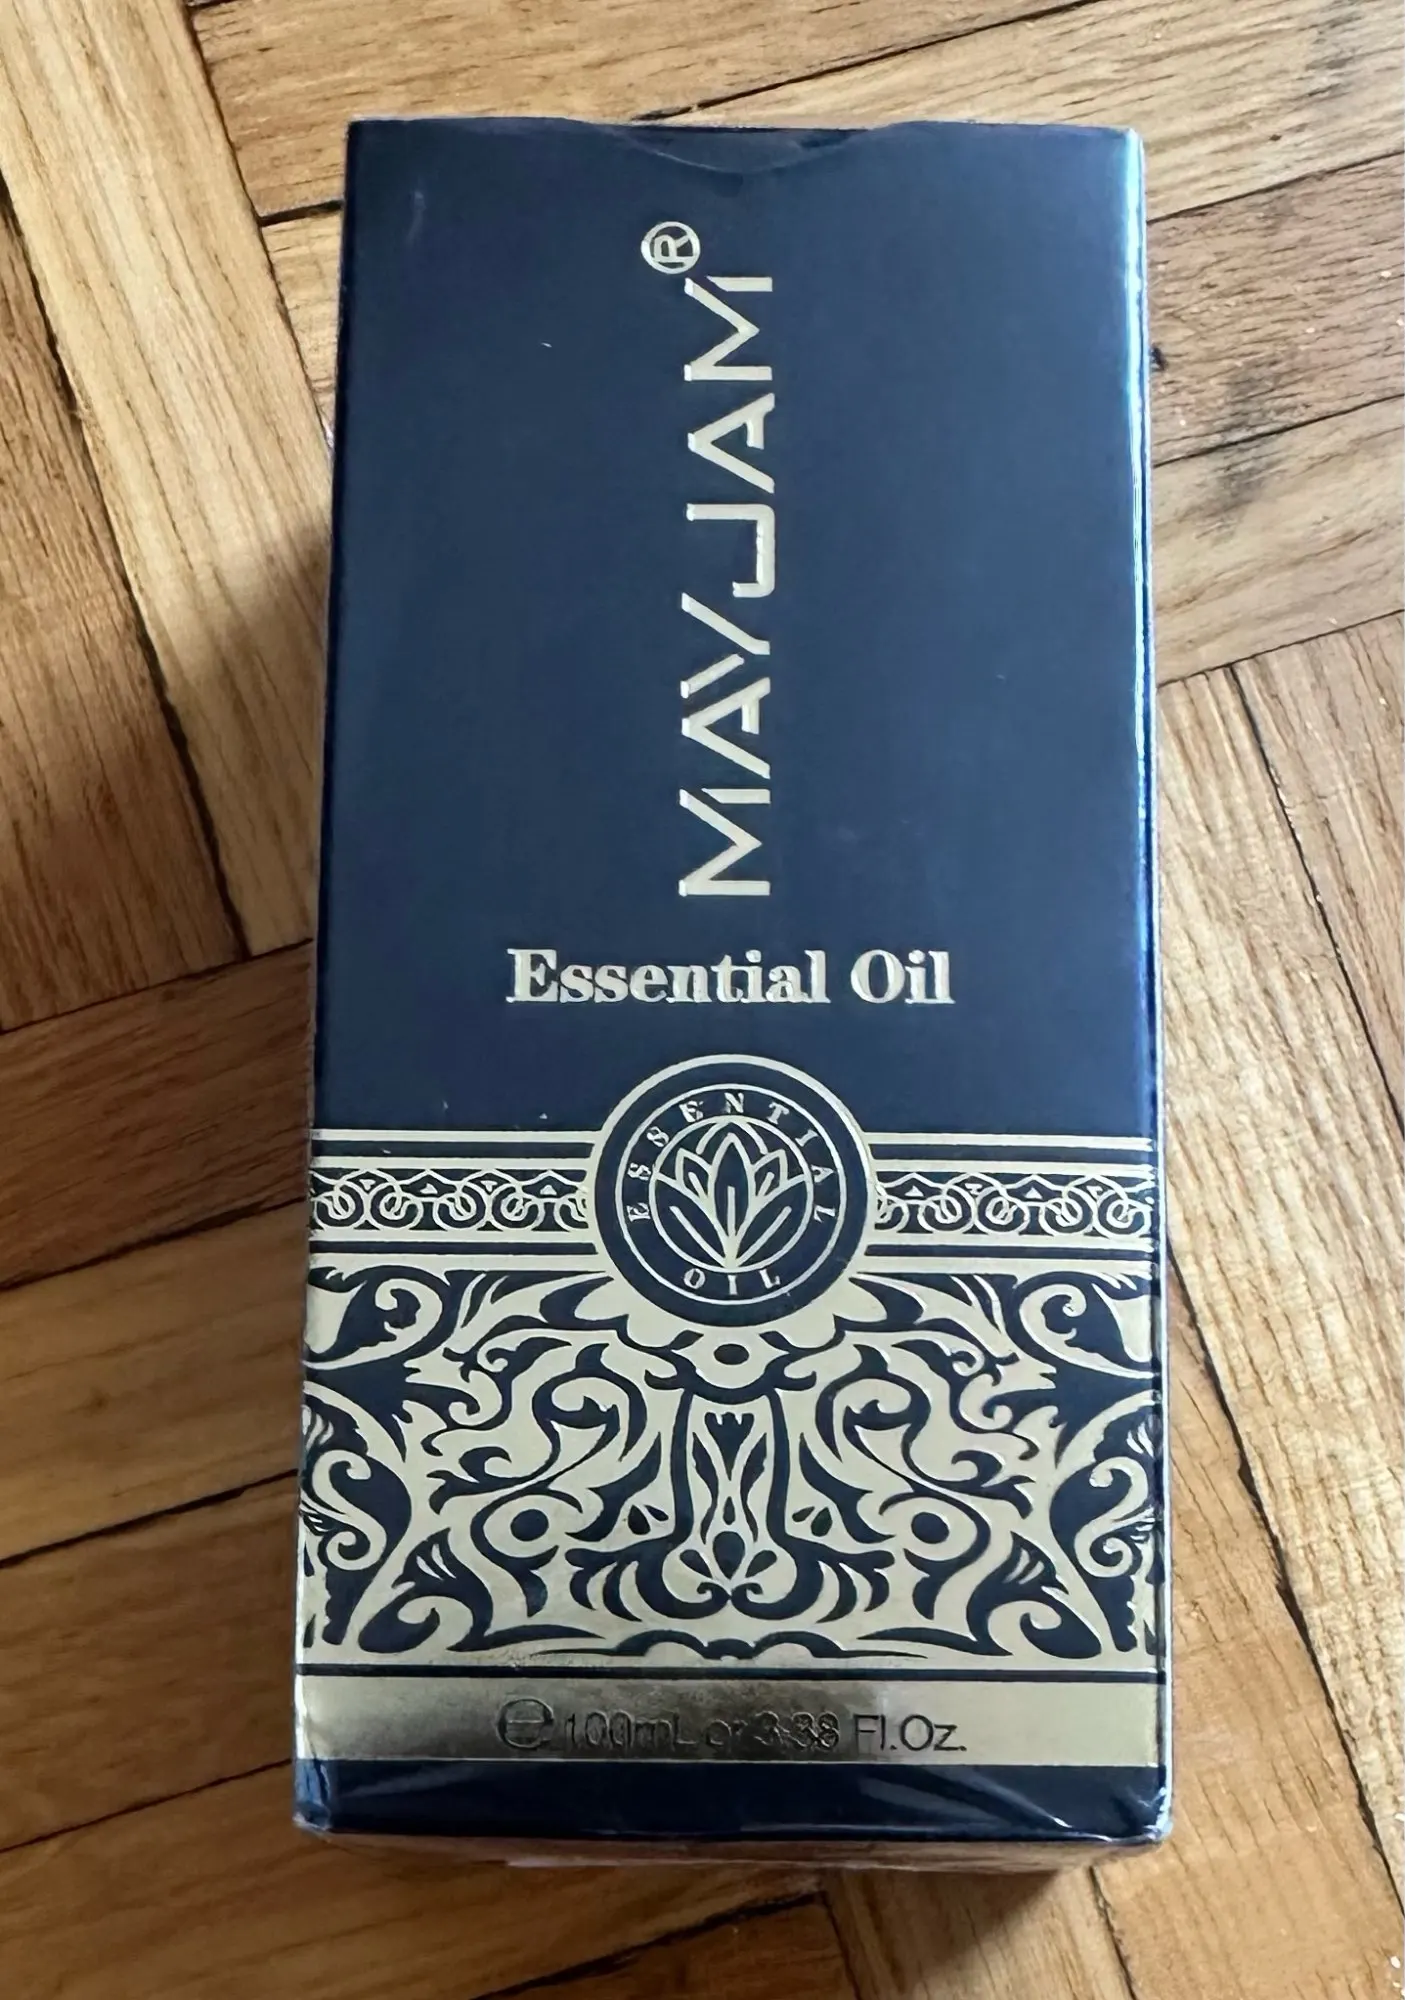 MAYJAM®
Essential Oil
ESSENTIAL
OIL
℮ 100mL or 3.38 Fl.Oz.